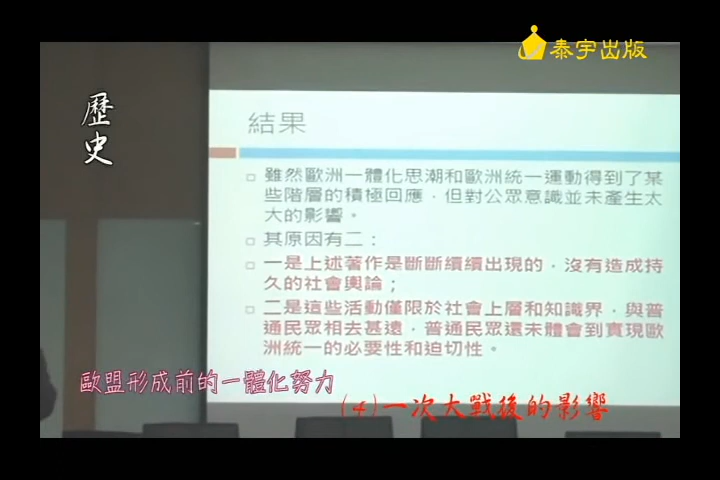 泰宇出版
歷史
結果
雖然歐洲一體化思潮和歐洲統一運動得到了某
些階層的積極回應，但對公眾意識並未產生太
大的影響。
其原因有二：
一是上述著作是斷斷續續出現的，沒有造成持
久的社會輿論；
二是這些活動僅限於社會上層和知識界，與普
通民眾相去甚遠，普通民眾還未體會到實現歐
洲統一的必要性和迫切性。
歐盟形成前的一體化努力
(4)一次大戰後的影響